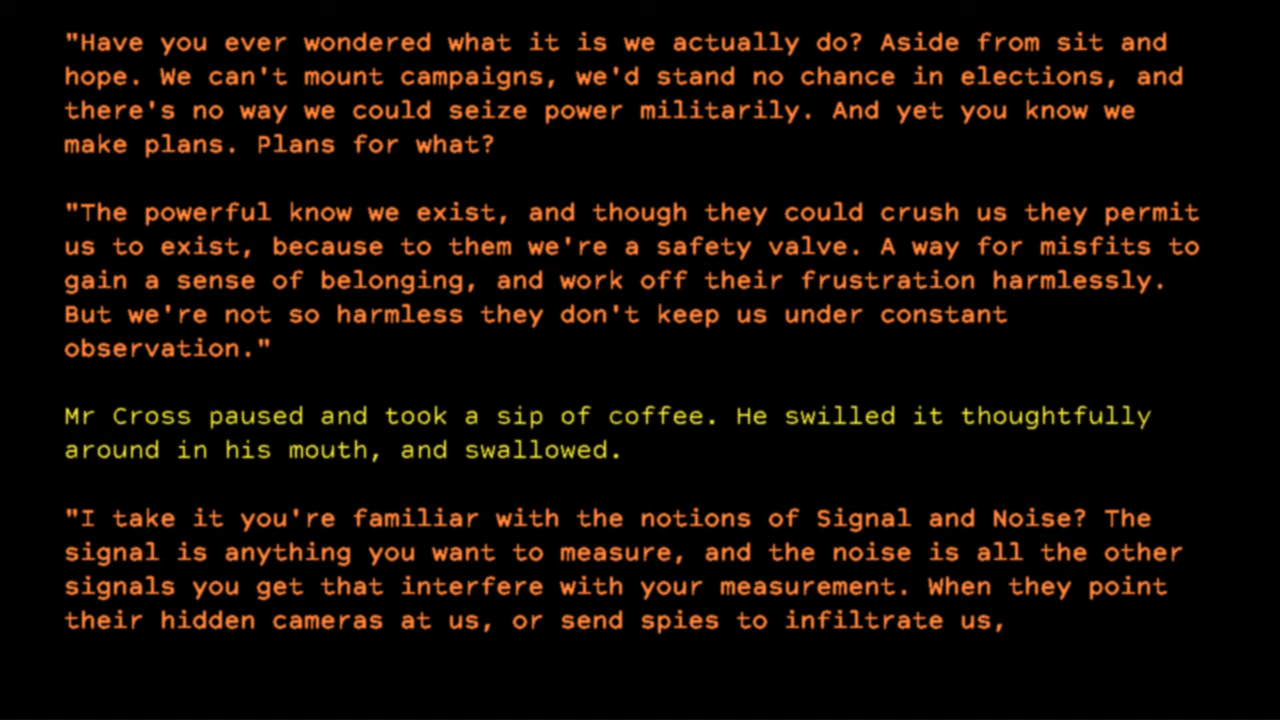 "Have you ever wondered what it is we actually do? Aside from sit and
hope. We can't mount campaigns, we'd stand no chance in elections, and
there's no way we could seize power militarily. And yet you know we
make plans. Plans for what?
"The powerful know we exist, and though they could crush us they permit
us to exist, because to them we're a safety valve. A way for misfits to
gain a sense of belonging, and work off their frustration harmlessly.
But we're not so harmless they don't keep us under constant
observation."
Mr Cross paused and took a sip of coffee. He swilled it thoughtfully
around in his mouth, and swallowed.
"I take it you're familiar with the notions of Signal and Noise? The
signal is anything you want to measure, and the noise is all the other
signals you get that interfere with your measurement. When they point
their hidden cameras at us, or send spies to infiltrate us,